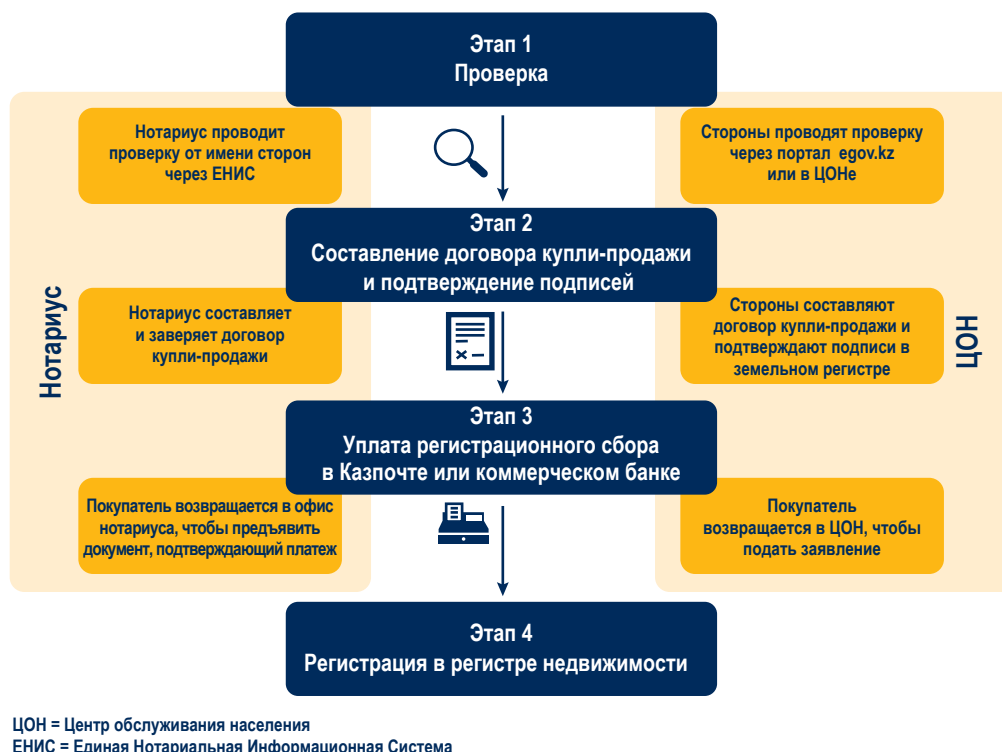 Этап 1
Проверка
Нотариус проводит
проверку от имени сторон
через ЕНИС
Стороны проводят проверку
через портал egov.kz
или в ЦОНе
Этап 2
Составление договора купли-продажи
и подтверждение подписей
Нотариус
Нотариус составляет
и заверяет договор
купли-продажи
Стороны составляют
договор купли-продажи и
подтверждают подписи в
земельном регистре
ЦОН
Этап 3
Уплата регистрационного сбора
в Казпочте или коммерческом банке
Покупатель возвращается в офис
нотариуса, чтобы предъявить
документ, подтверждающий платеж
Покупатель
возвращается в ЦОН, чтобы
подать заявление
Этап 4
Регистрация в регистре недвижимости
ЦОН = Центр обслуживания населения
ЕНИС = Единая Нотариальная Информационная Система